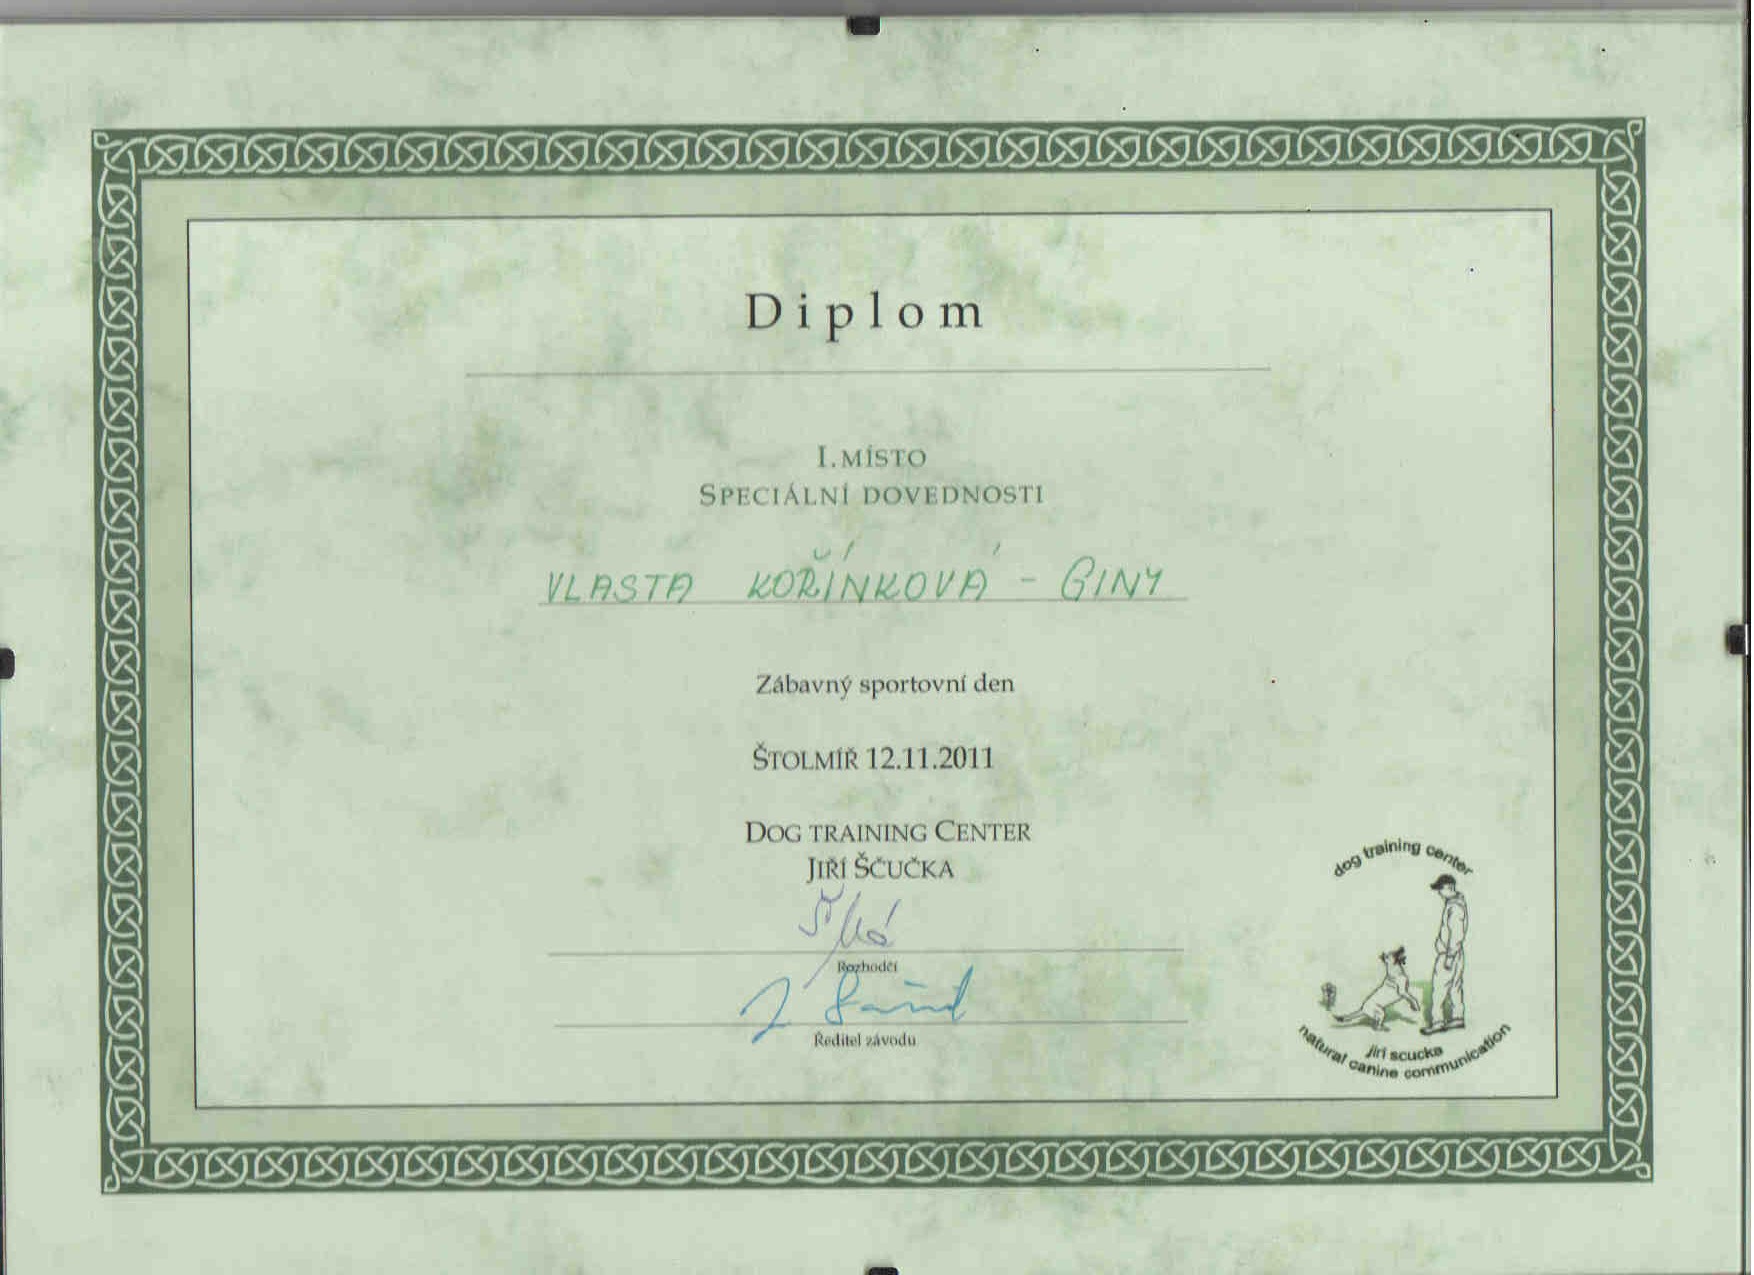 Diplom
I. MÍSTO
SPECIÁLNÍ DOVEDNOSTI
VLASTA KOŘÍNKOVÁ - GINY
Zábavný sportovní den
ŠTOLMÍŘ 12.11.2011
DOG TRAINING CENTER
JIŘÍ ŠČUČKA
Rozhodčí
Ředitel závodu
dog training center
jiri scucka
natural canine communication